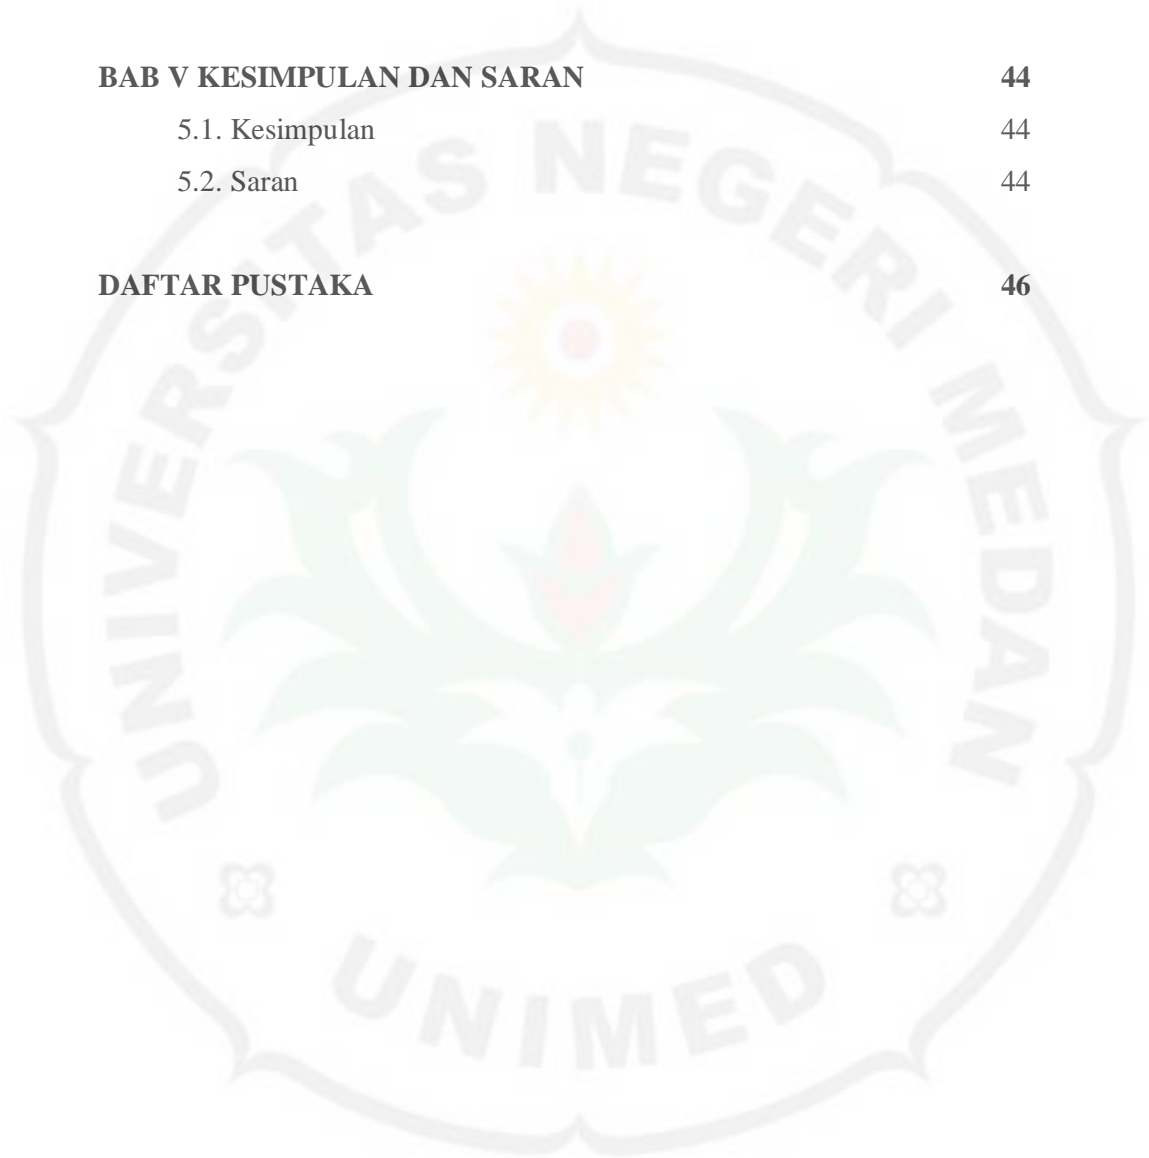 BAB V KESIMPULAN DAN SARAN 44
5.1. Kesimpulan 44
5.2. Saran 44
DAFTAR PUSTAKA 46
UNIVERSITAS NEGERI MEDAN
UNIMED